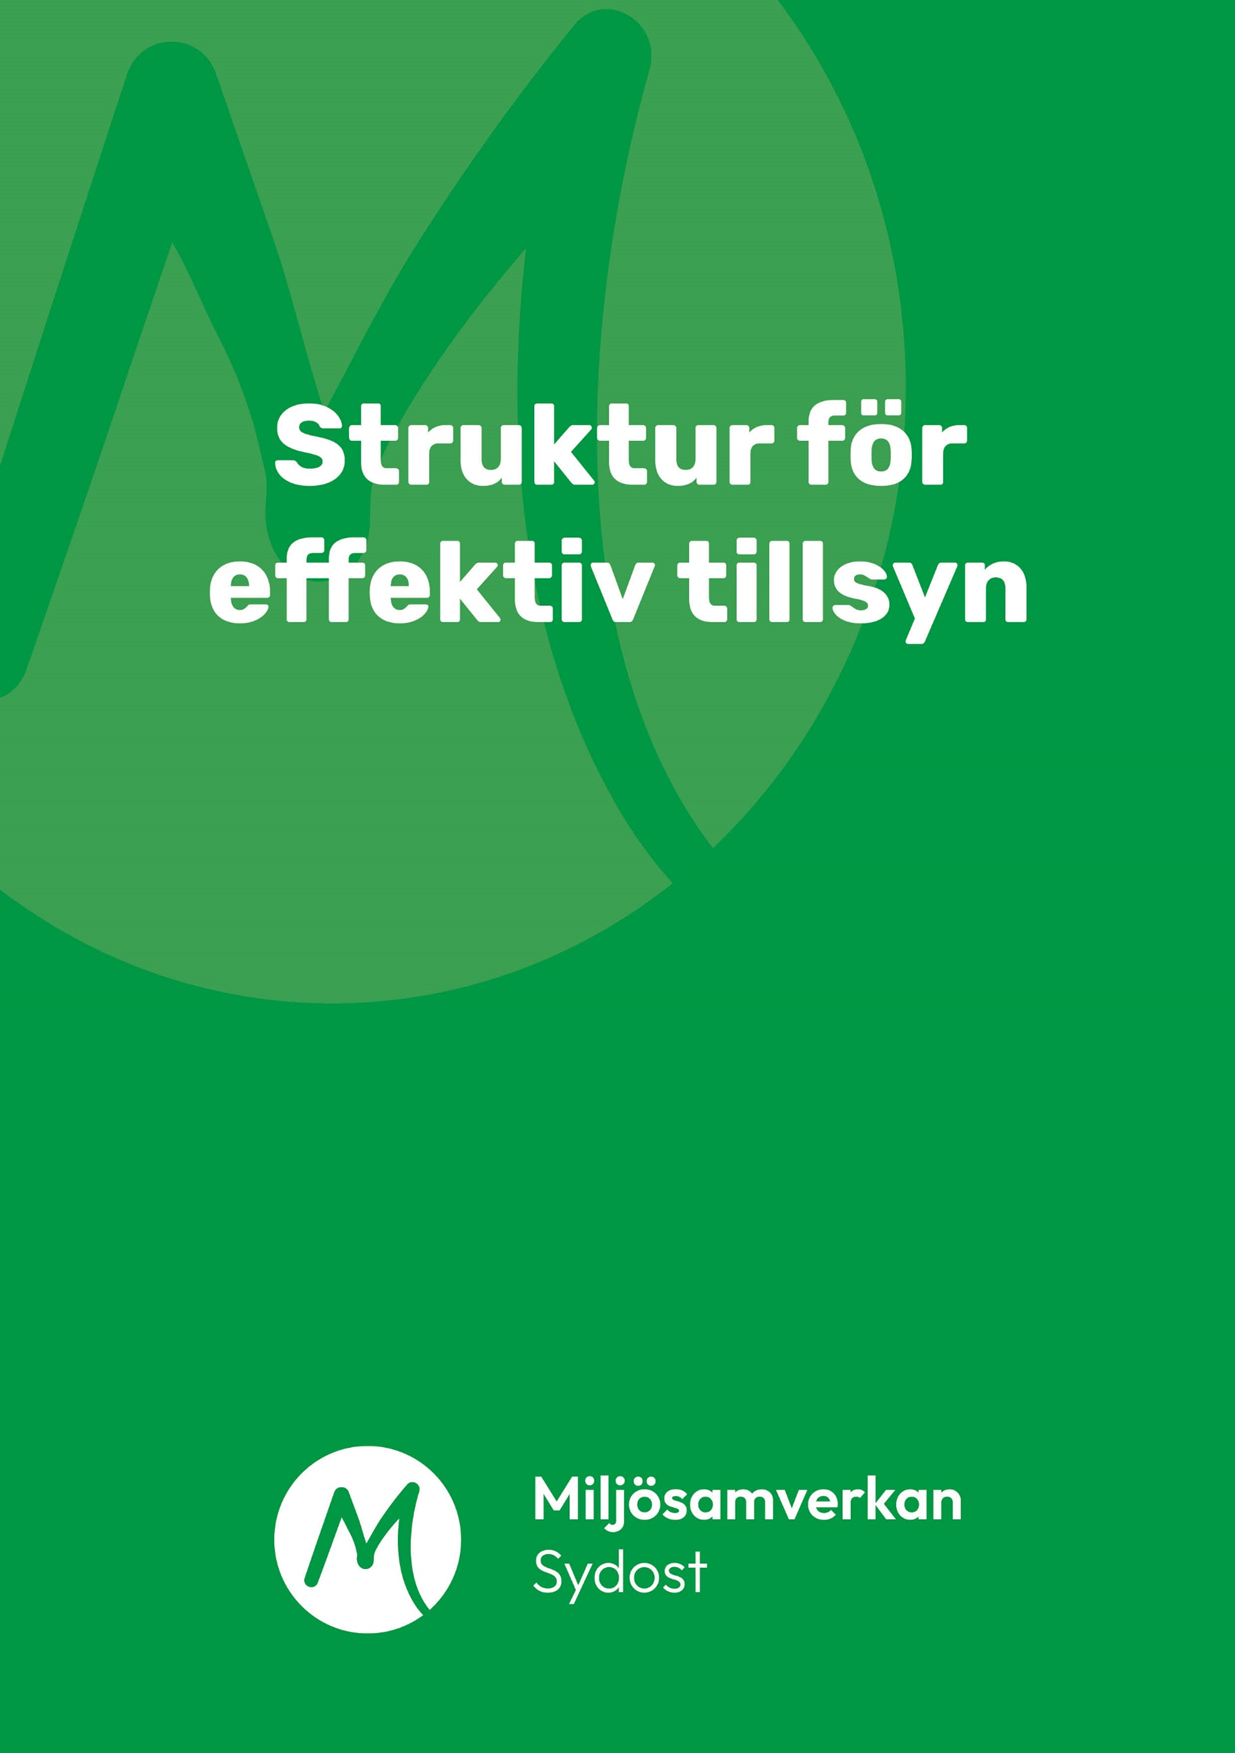 Struktur för
effektiv tillsyn
Miljösamverkan
Sydost